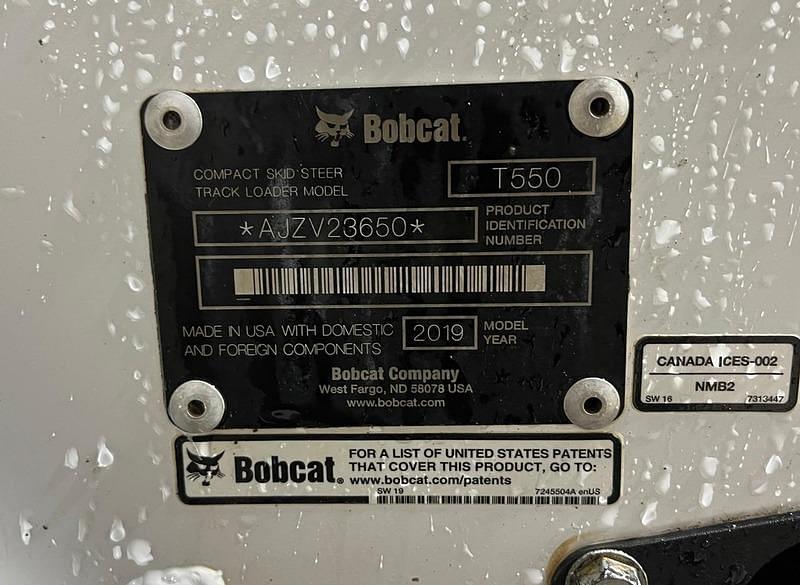 Bobcat.
COMPACT SKID STEER
TRACK LOADER MODEL
T550
*AJZV23650*
PRODUCT
IDENTIFICATION
NUMBER
MADE IN USA WITH DOMESTIC
AND FOREIGN COMPONENTS
2019
MODEL
YEAR
Bobcat Company
West Fargo, ND 58078 USA
www.bobcat.com
CANADA ICES-002
NMB2
SW 16 7313447
Bobcat®
FOR A LIST OF UNITED STATES PATENTS
THAT COVER THIS PRODUCT, GO TO:
www.bobcat.com/patents
SW 19 7245504A enUS